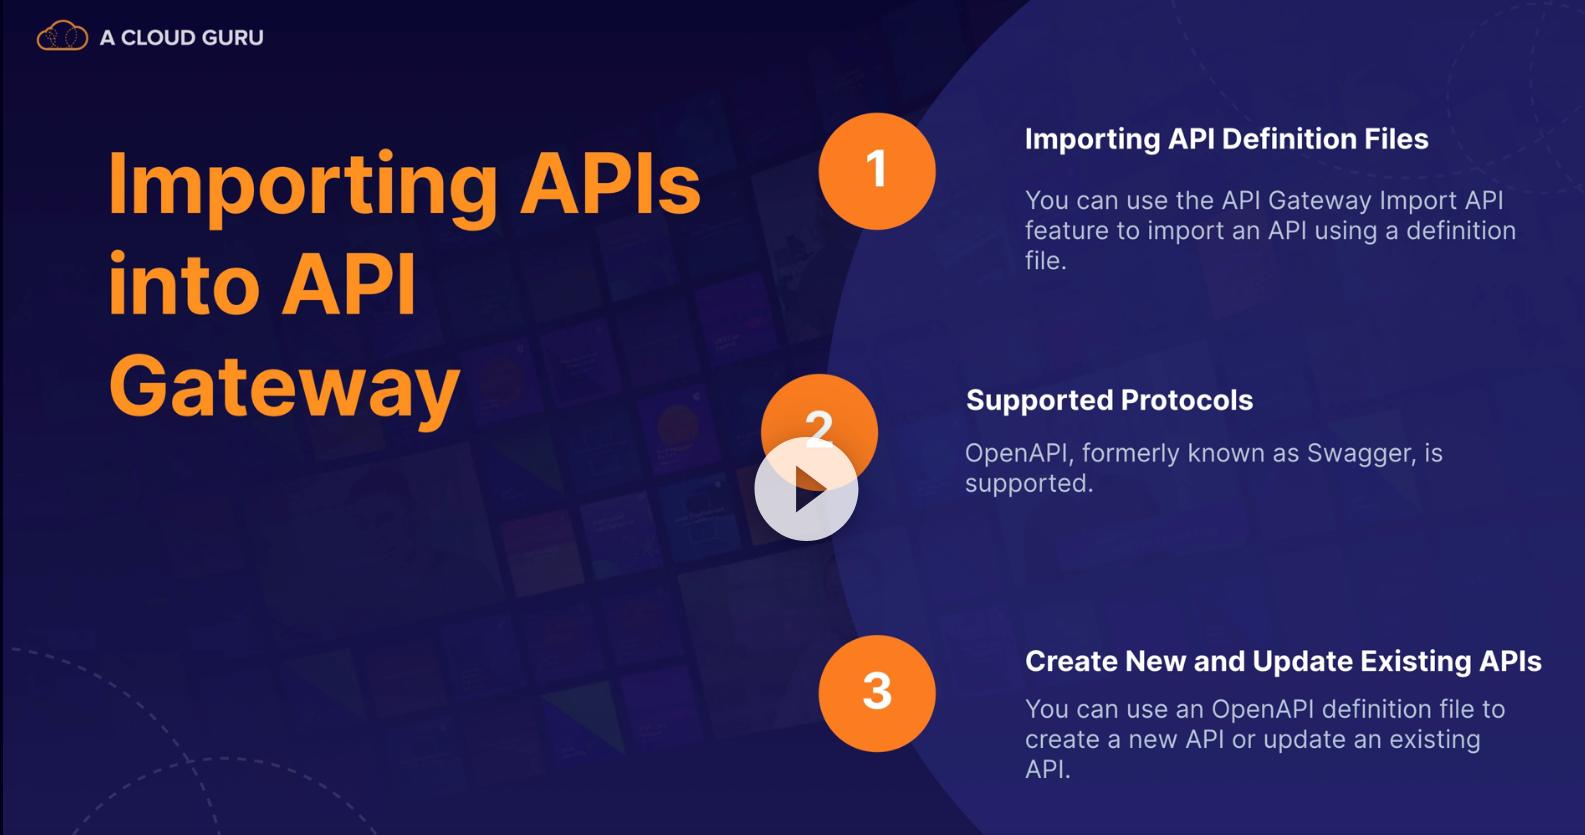 A CLOUD GURU
Importing APIs
into API
Gateway
1
Importing API Definition Files
You can use the API Gateway Import API
feature to import an API using a definition
file.
2
Supported Protocols
OpenAPI, formerly known as Swagger, is
supported.
3
Create New and Update Existing APIs
You can use an OpenAPI definition file to
create a new API or update an existing
API.